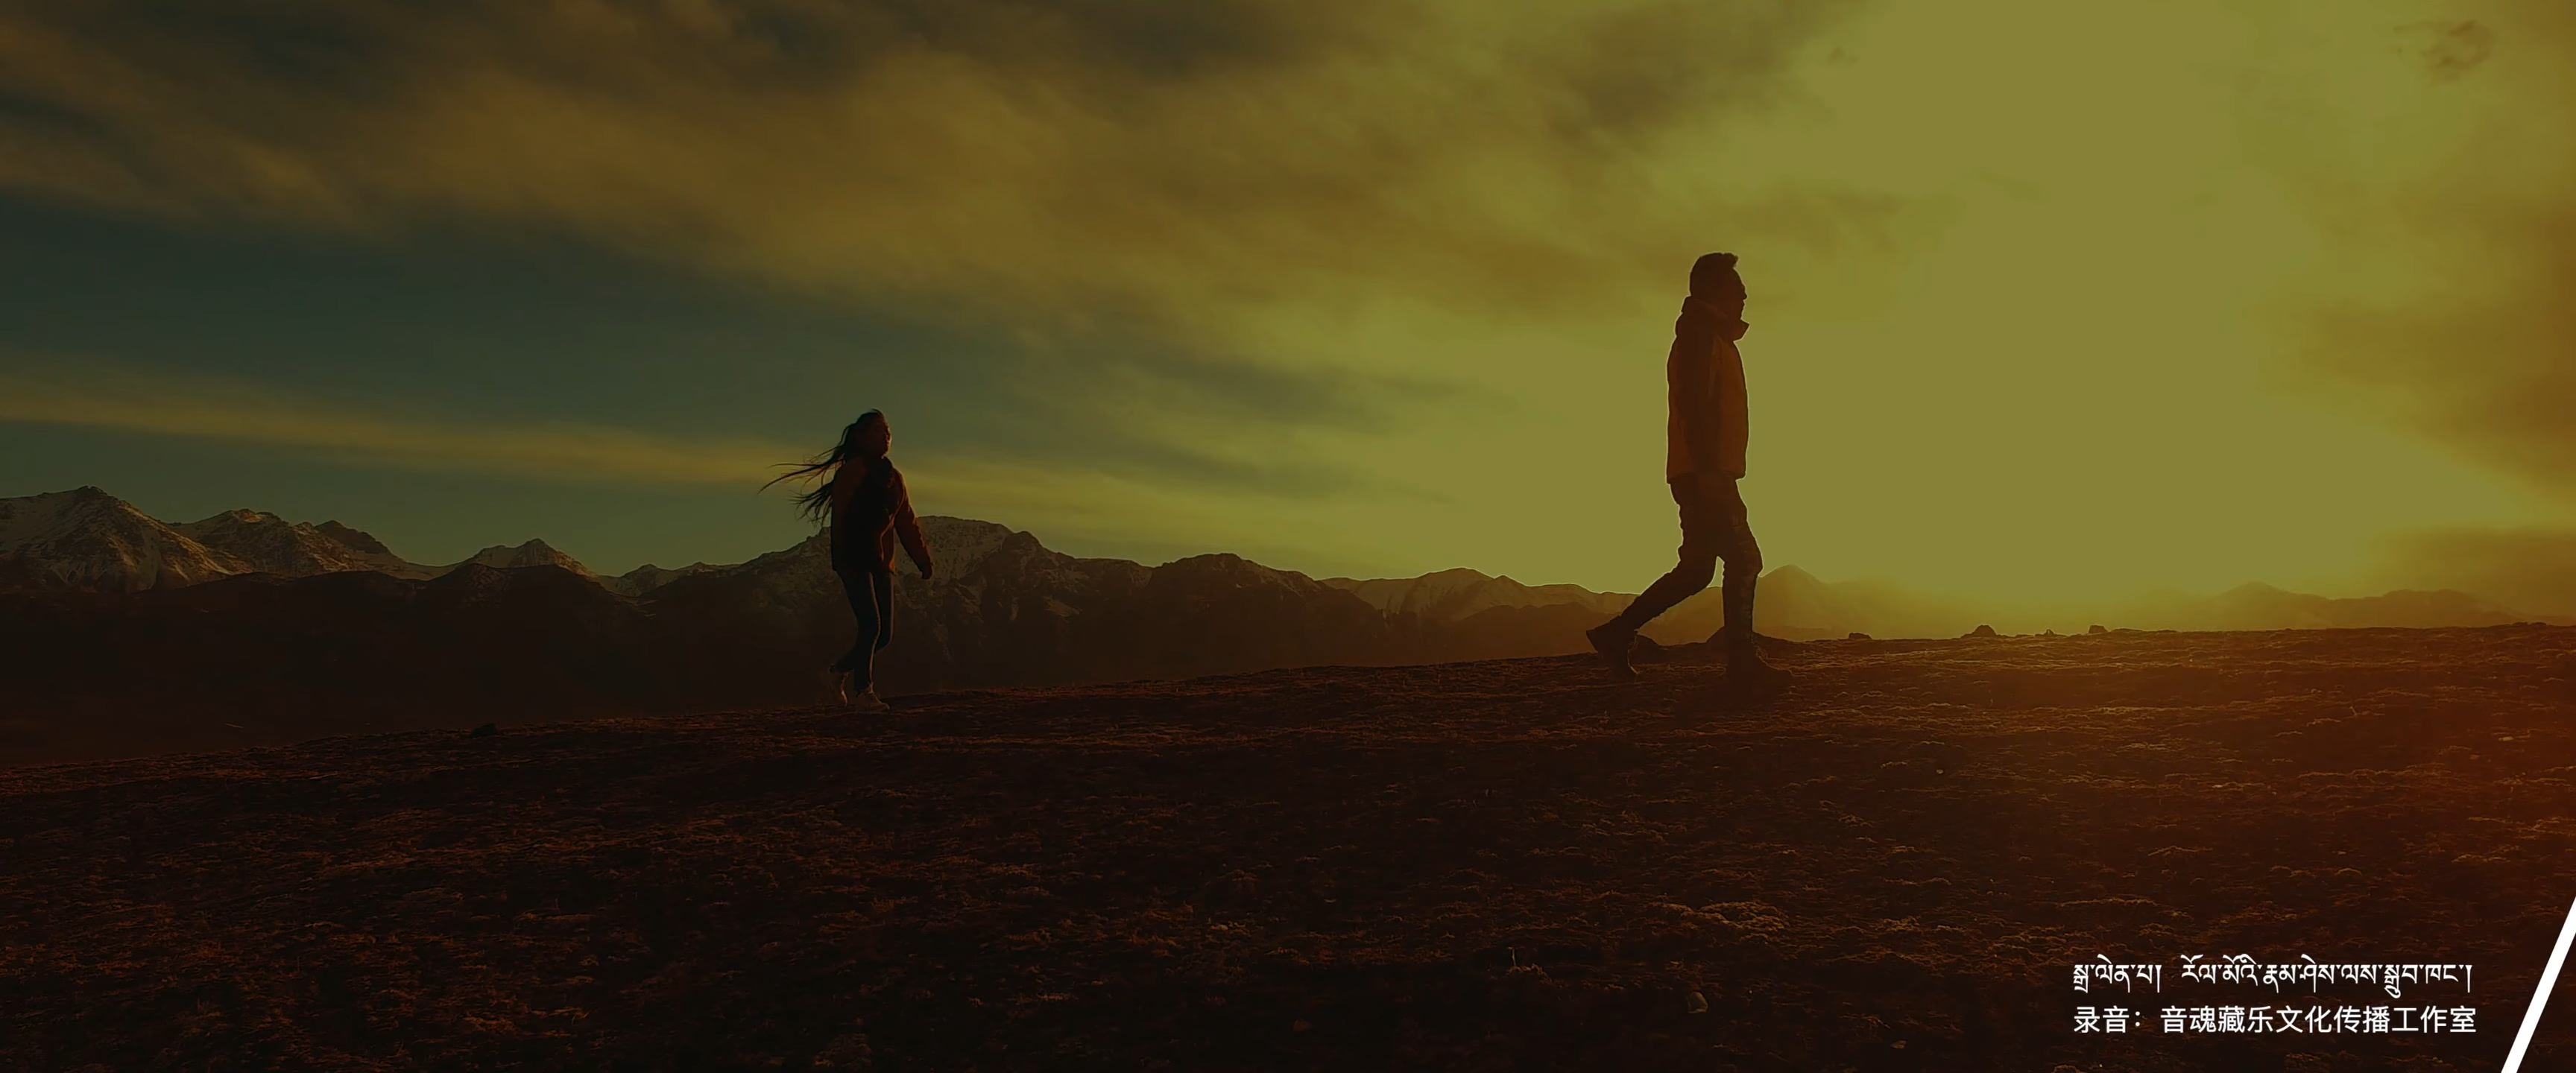 སྒྲ་ལེན་པ། རོལ་མོའི་རྣམ་ཤེས་ལས་སྒྲུབ་ཁང་།
录音：音魂藏乐文化传播工作室